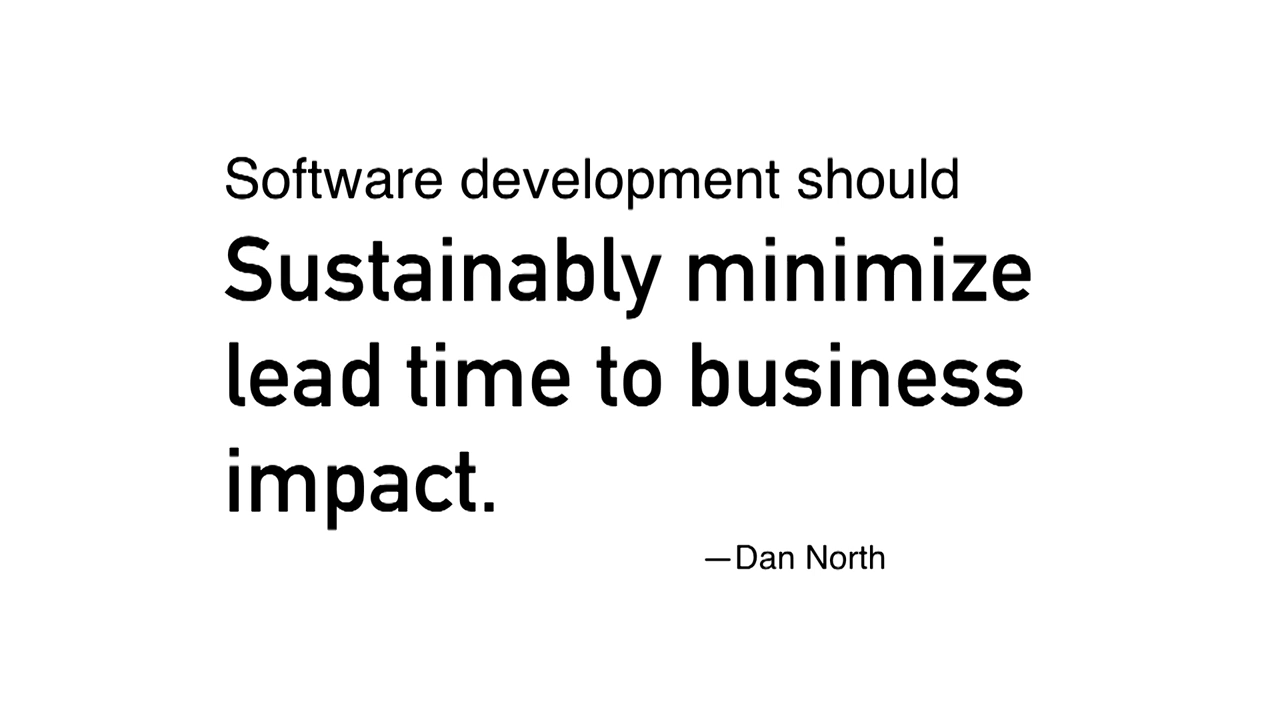 Software development should
Sustainably minimize
lead time to business
impact.
—Dan North